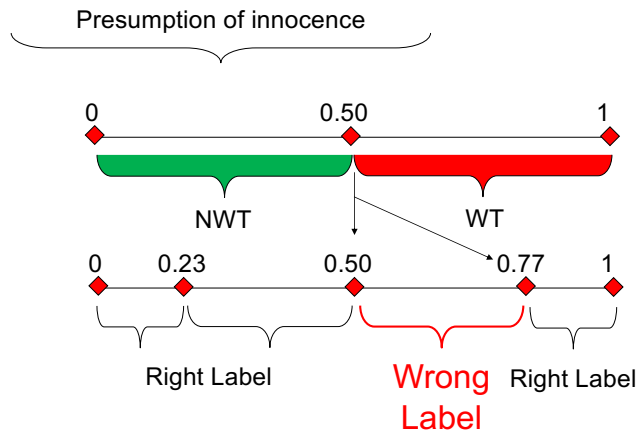 Presumption of innocence
0 0.50 1
NWT WT
0 0.23 0.50 0.77 1
Right Label Wrong Label Right Label